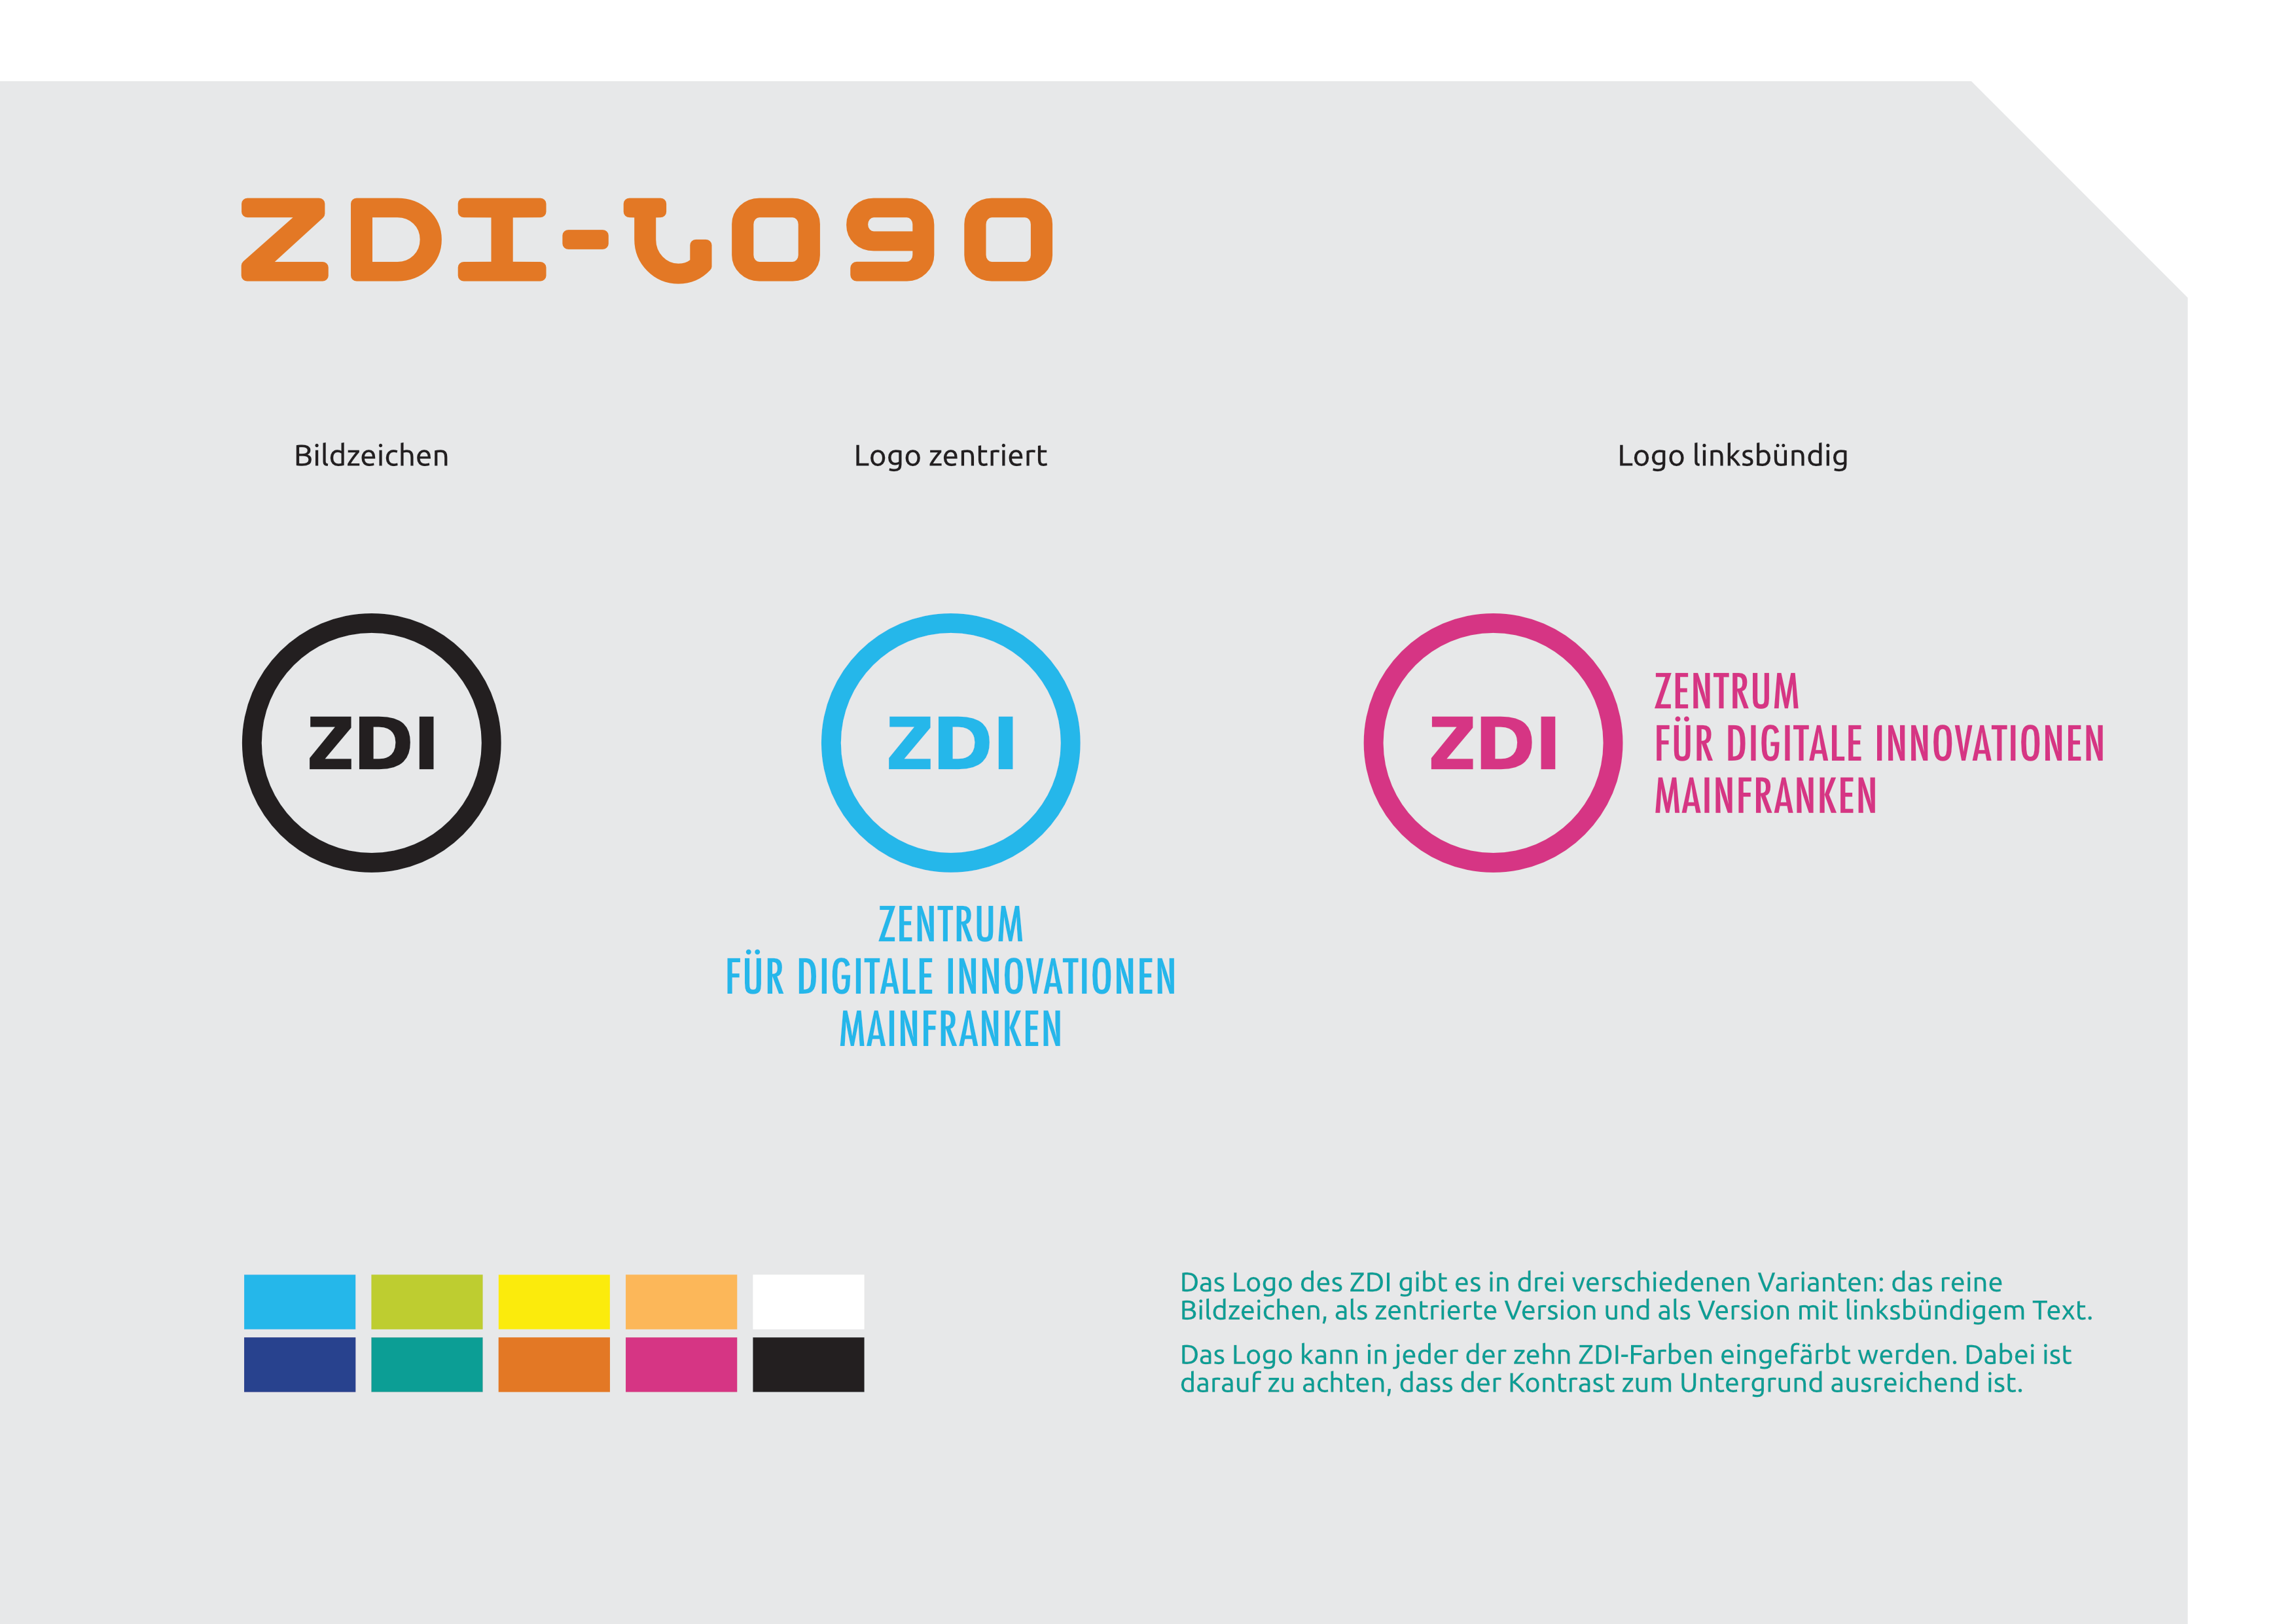 ZDI-Logo
Bildzeichen
Logo zentriert
Logo linksbündig
ZDI
ZDI
ZENTRUM
FÜR DIGITALE INNOVATIONEN
MAINFRANKEN
ZDI
ZENTRUM
FÜR DIGITALE INNOVATIONEN
MAINFRANKEN
Das Logo des ZDI gibt es in drei verschiedenen Varianten: das reine
Bildzeichen, als zentrierte Version und als Version mit linksbündigem Text.
Das Logo kann in jeder der zehn ZDI-Farben eingefärbt werden. Dabei ist
darauf zu achten, dass der Kontrast zum Untergrund ausreichend ist.